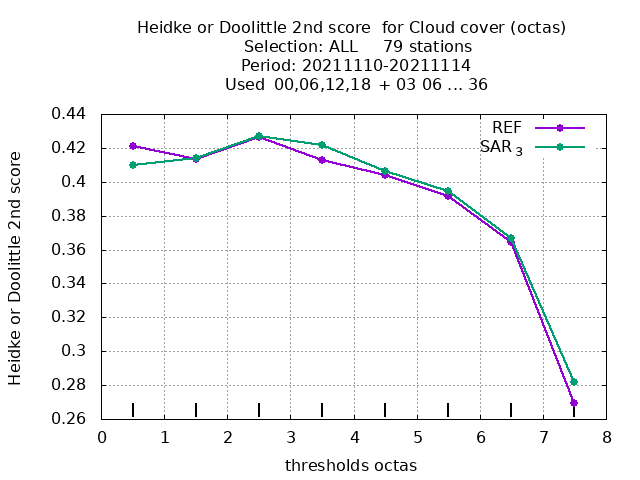 Heidke or Doolittle 2nd score  for Cloud cover (octas)
Selection: ALL     79 stations
Period: 20211110-20211114
Used  00,06,12,18 + 03 06 ... 36
REF
SAR 3
Heidke or Doolittle 2nd score
0.44
0.42
0.4
0.38
0.36
0.34
0.32
0.3
0.28
0.26
0 1 2 3 4 5 6 7 8
thresholds octas